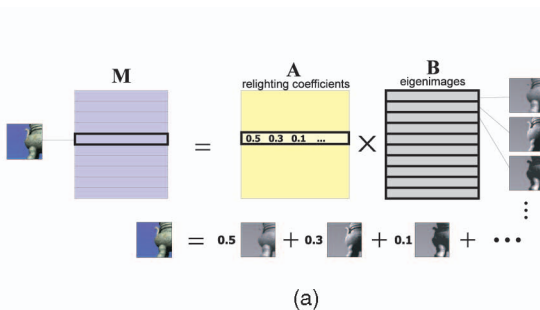 M
A
relighting coefficients
B
eigenimages
=
0.5 0.3 0.1 ...
×
= 0.5 + 0.3 + 0.1 + ...
(a)